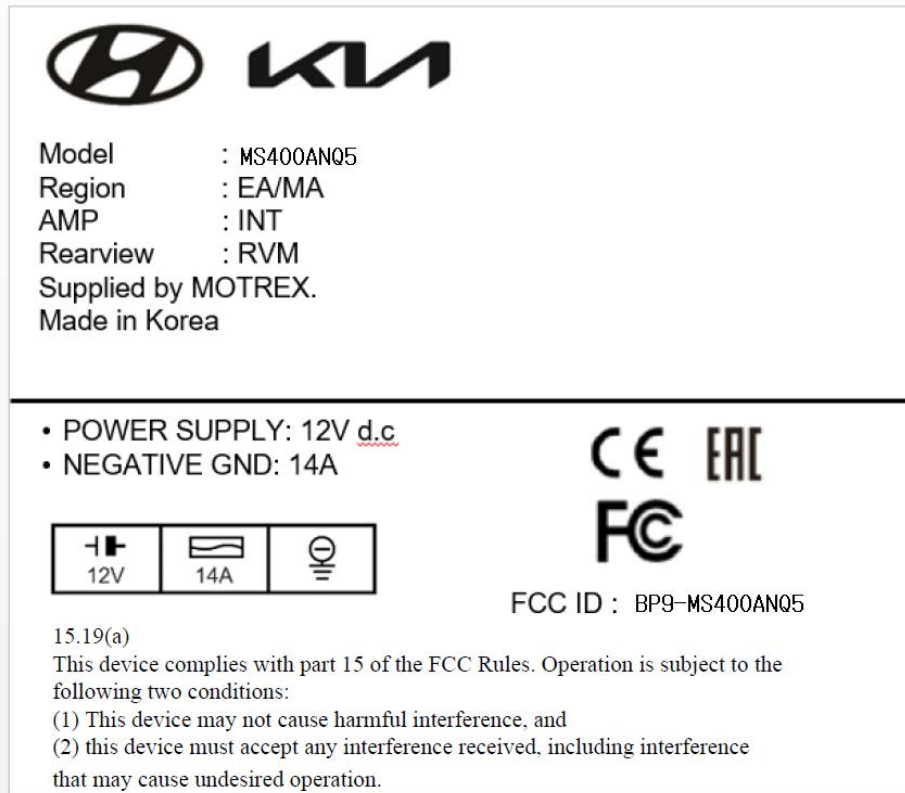 KIA
Model : MS400ANQ5
Region : EA/MA
AMP : INT
Rearview : RVM
Supplied by MOTREX.
Made in Korea
• POWER SUPPLY: 12V d.c
• NEGATIVE GND: 14A
CE EAC
FC
12V 14A
FCC ID : BP9-MS400ANQ5
15.19(a)
This device complies with part 15 of the FCC Rules. Operation is subject to the
following two conditions:
(1) This device may not cause harmful interference, and
(2) this device must accept any interference received, including interference
that may cause undesired operation.